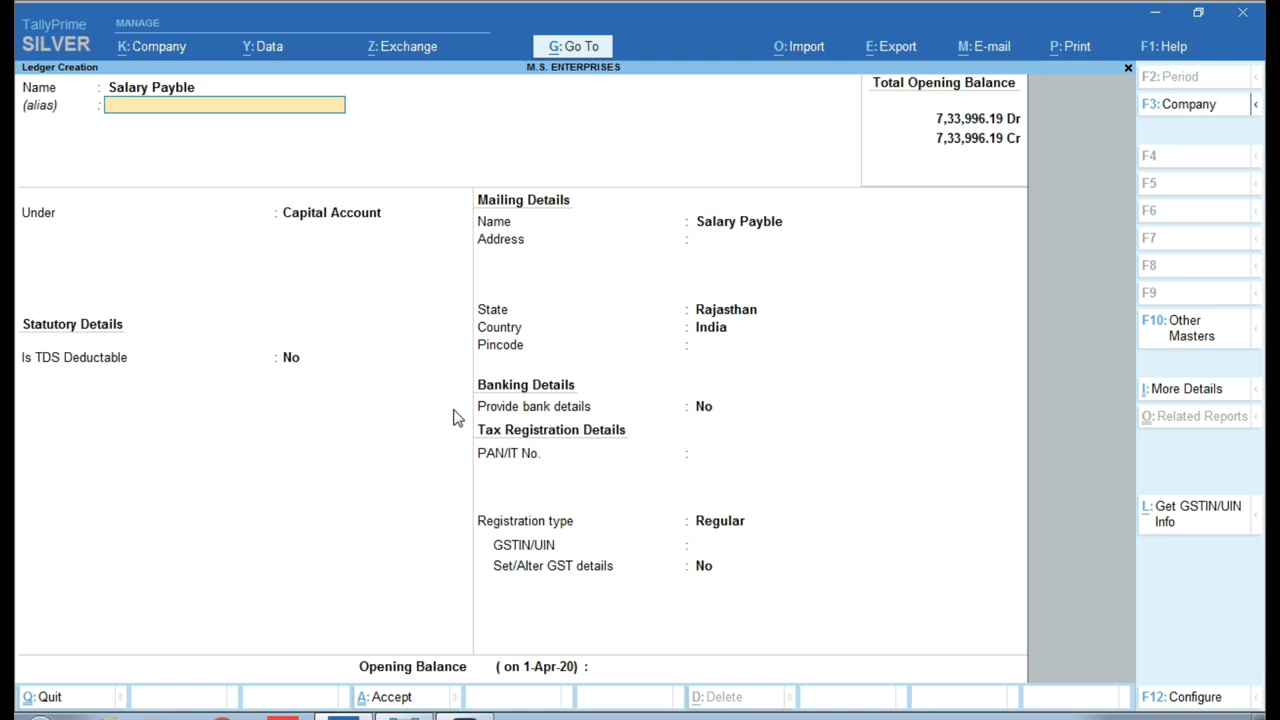 TallyPrime
MANAGE
SILVER
K: Company
Y: Data
Z: Exchange
G: Go To
O: Import
E: Export
M: E-mail
P: Print
F1: Help
Ledger Creation
M.S. ENTERPRISES
×
Name : Salary Payble
(alias) :
Total Opening Balance
7,33,996.19 Dr
7,33,996.19 Cr
Under : Capital Account
Statutory Details
Is TDS Deductable : No
Mailing Details
Name : Salary Payble
Address :
State : Rajasthan
Country : India
Pincode :
Banking Details
Provide bank details : No
Tax Registration Details
PAN/IT No. :
Registration type : Regular
GSTIN/UIN :
Set/Alter GST details : No
Opening Balance ( on 1-Apr-20) :
F2: Period
F3: Company
F4
F5
F6
F7
F8
F9
F10: Other
Masters
I: More Details
O: Related Reports
L: Get GSTIN/UIN
Info
Q: Quit
A: Accept
D: Delete
F12: Configure